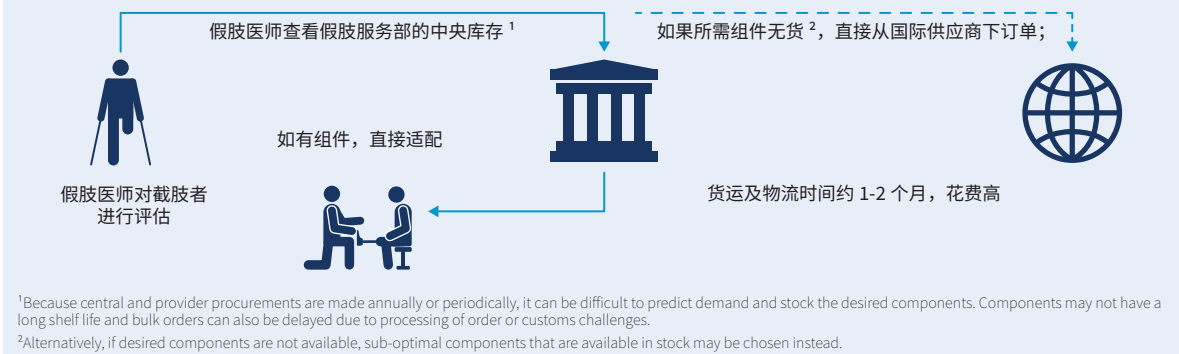 假肢医师查看假肢服务部的中央库存 ¹
如果所需组件无货 ²，直接从国际供应商下订单；
如有组件，直接适配
假肢医师对截肢者
进行评估
货运及物流时间约 1-2 个月，花费高
¹Because central and provider procurements are made annually or periodically, it can be difficult to predict demand and stock the desired components. Components may not have a
long shelf life and bulk orders can also be delayed due to processing of order or customs challenges.
²Alternatively, if desired components are not available, sub-optimal components that are available in stock may be chosen instead.